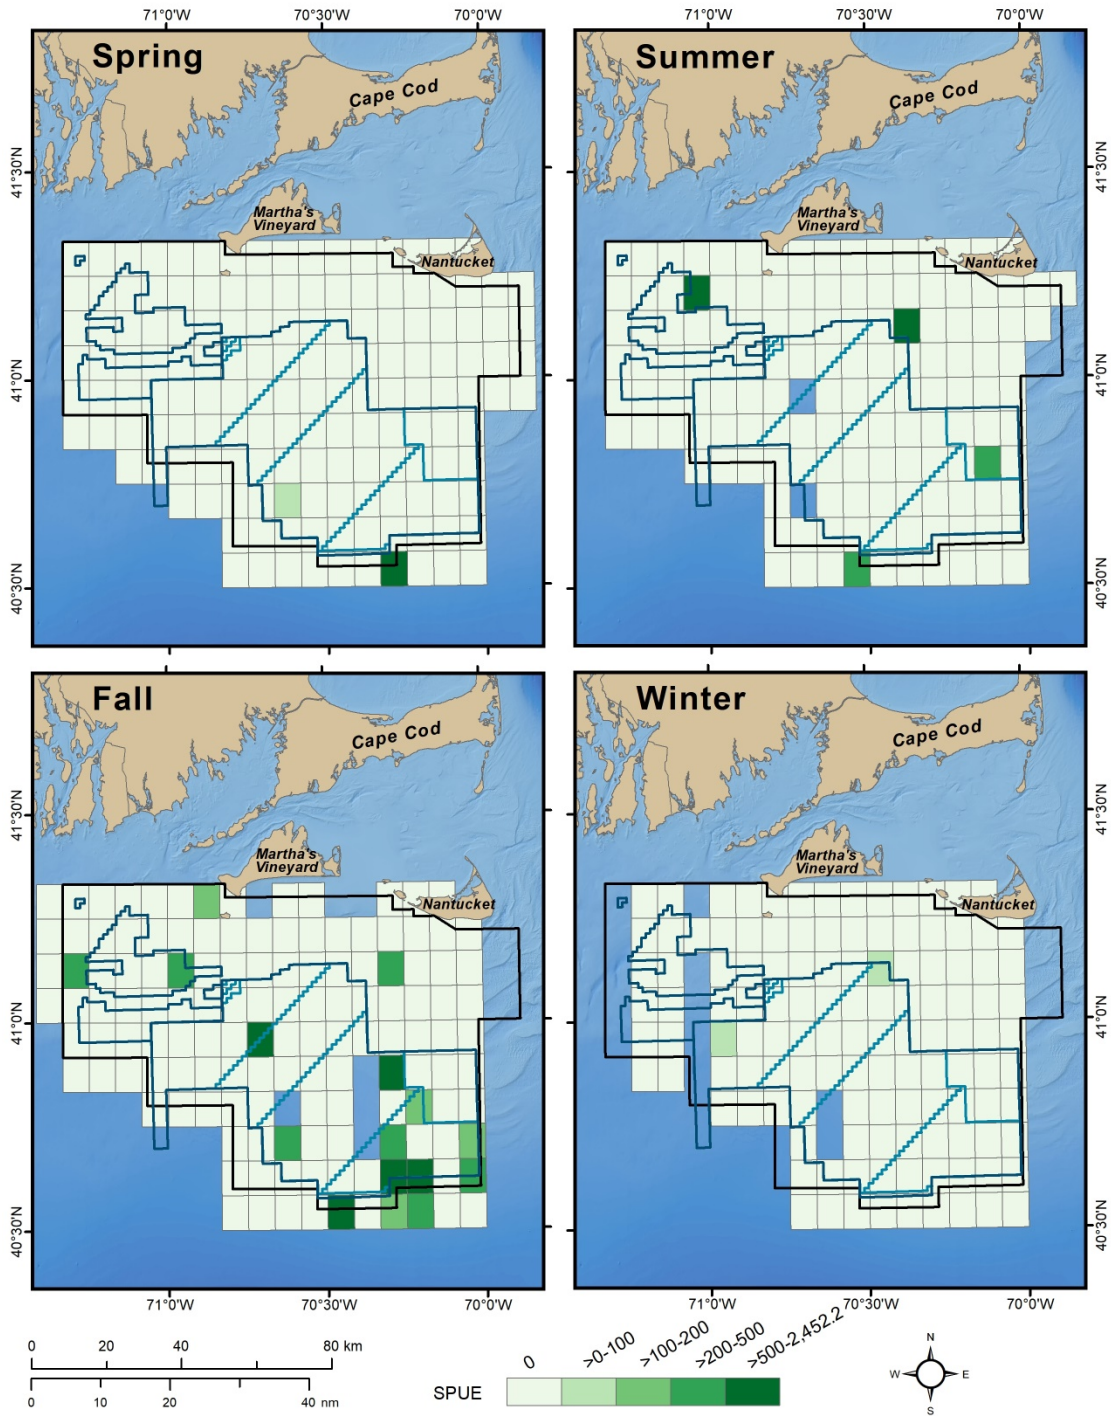 71°0'W 70°30'W 70°0'W 71°0'W 70°30'W 70°0'W
Spring
Cape Cod
Martha's
Vineyard
Nantucket
41°30'N
41°0'N
40°30'N
Summer
Cape Cod
Martha's
Vineyard
Nantucket
41°30'N
41°0'N
40°30'N
Fall
Cape Cod
Martha's
Vineyard
Nantucket
41°30'N
41°0'N
40°30'N
Winter
Cape Cod
Martha's
Vineyard
Nantucket
41°30'N
41°0'N
40°30'N
71°0'W 70°30'W 70°0'W 71°0'W 70°30'W 70°0'W
0 20 40 80 km
0 10 20 40 nm
0 >0-100 >100-200 >200-500 >500-2,452.2
SPUE
N
W E
S